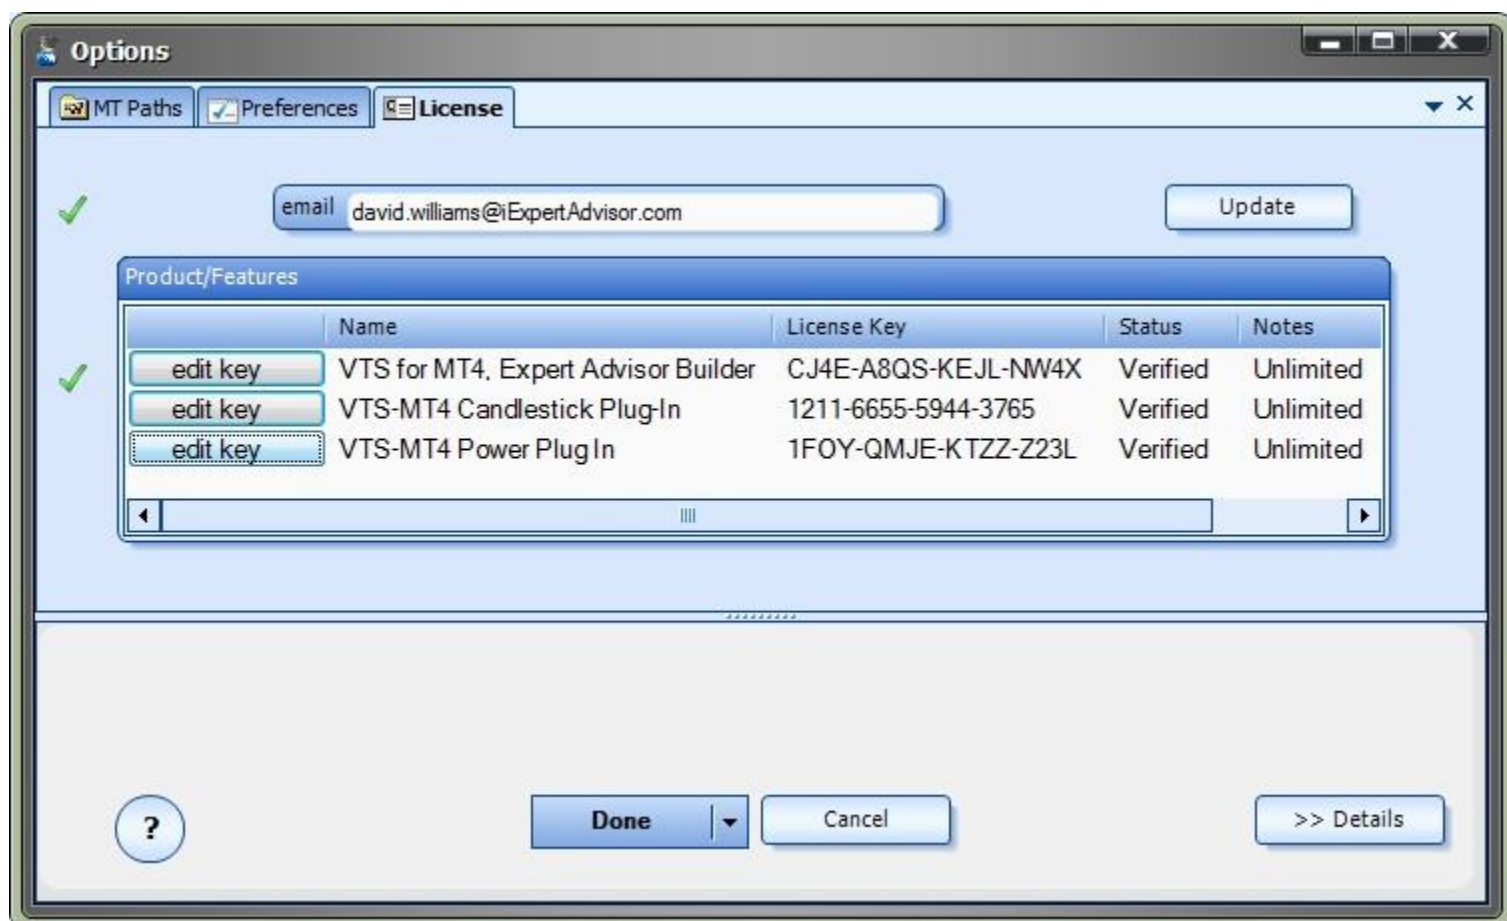 Options
MT Paths Preferences License
email david.williams@iExpertAdvisor.com Update
Product/Features
Name License Key Status Notes
edit key VTS for MT4, Expert Advisor Builder CJ4E-A8QS-KEJL-NW4X Verified Unlimited
edit key VTS-MT4 Candlestick Plug-In 1211-6655-5944-3765 Verified Unlimited
edit key VTS-MT4 Power Plug In 1FOY-QMJE-KTZZ-Z23L Verified Unlimited
? Done Cancel >> Details